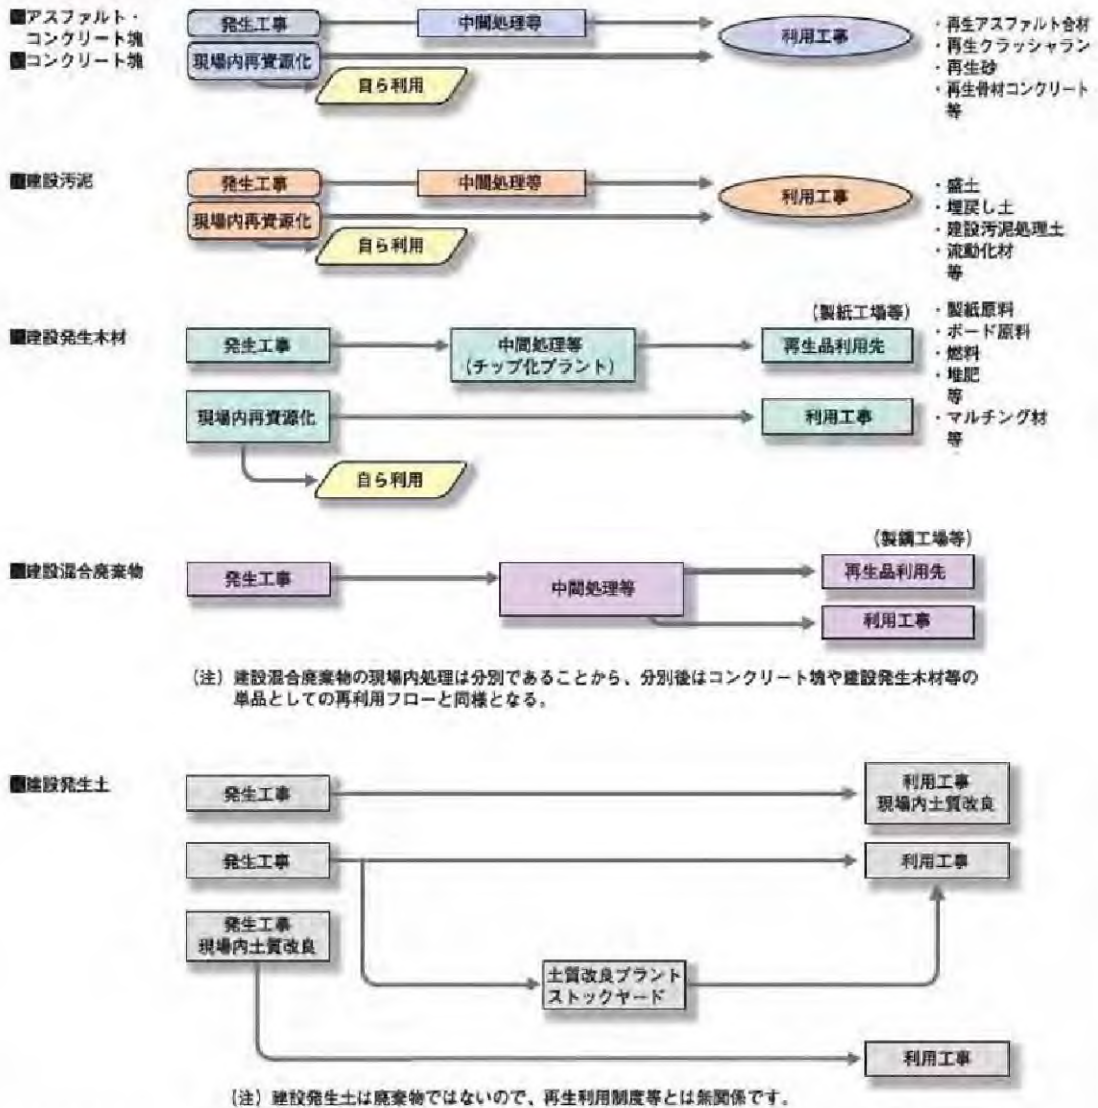 ■アスファルト・
コンクリート塊
■コンクリート塊
発生工事
中間処理等
利用工事
現場内再資源化
自ら利用
・再生アスファルト合材
・再生クラッシャラン
・再生砂
・再生骨材コンクリート
等
■建設汚泥
発生工事
中間処理等
利用工事
現場内再資源化
自ら利用
・盛土
・埋戻し土
・建設汚泥処理土
・流動化材
等
■建設発生木材
発生工事
中間処理等
(チップ化プラント)
(製紙工場等)
再生品利用先
・製紙原料
・ボード原料
・燃料
・堆肥
等
現場内再資源化
利用工事
・マルチング材
等
自ら利用
■建設混合廃棄物
発生工事
中間処理等
(製鋼工場等)
再生品利用先
利用工事
(注) 建設混合廃棄物の現場内処理は分別であることから、分別後はコンクリート塊や建設発生木材等の
単品としての再利用フローと同様となる。
■建設発生土
発生工事
利用工事
現場内土質改良
発生工事
利用工事
発生工事
現場内土質改良
土質改良プラント
ストックヤード
利用工事
(注) 建設発生土は廃棄物ではないので、再生利用制度等とは無関係です。